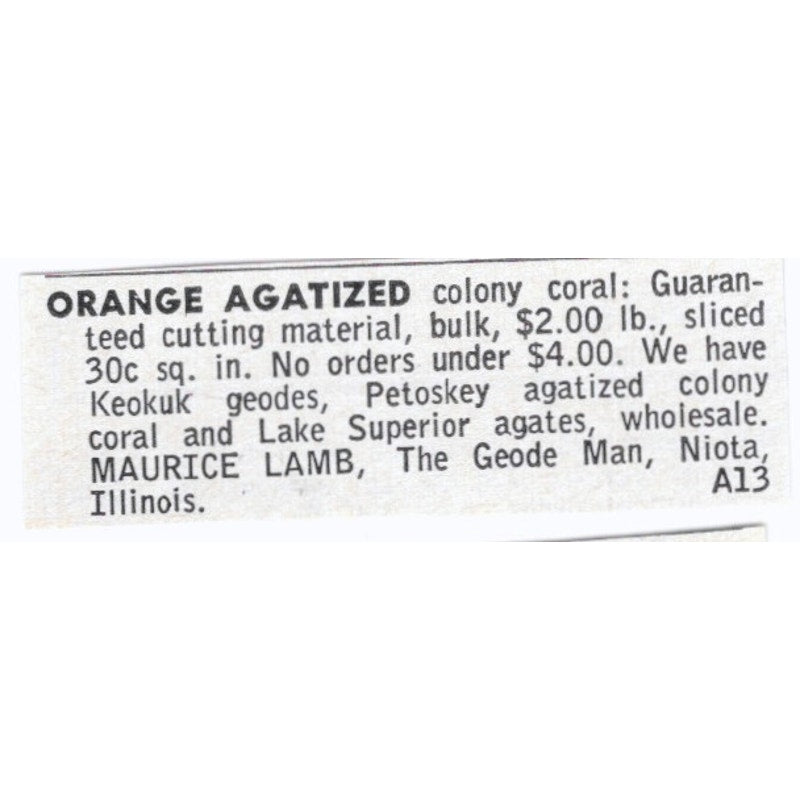 ORANGE AGATIZED colony coral: Guaran-
teed cutting material, bulk, $2.00 lb., sliced
30c sq. in. No orders under $4.00. We have
Keokuk geodes, Petoskey agatized colony
coral and Lake Superior agates, wholesale.
MAURICE LAMB, The Geode Man, Niota,
Illinois. A13